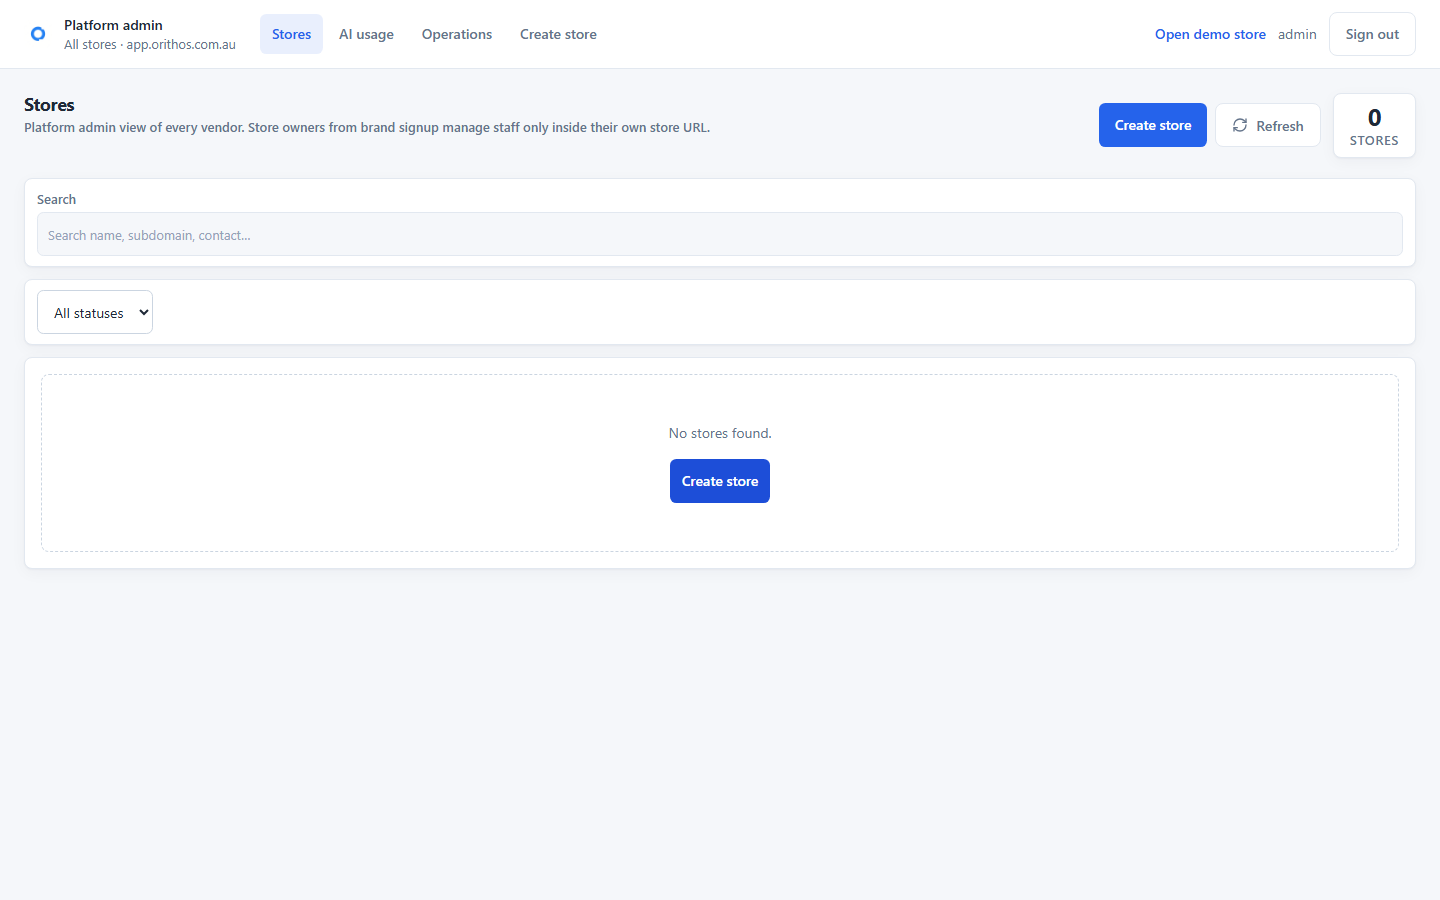 Platform admin
All stores · app.orithos.com.au
Stores
AI usage
Operations
Create store
Open demo store
admin
Sign out
Stores
Platform admin view of every vendor. Store owners from brand signup manage staff only inside their own store URL.
Create store
Refresh
0
STORES
Search
Search name, subdomain, contact...
All statuses
No stores found.
Create store